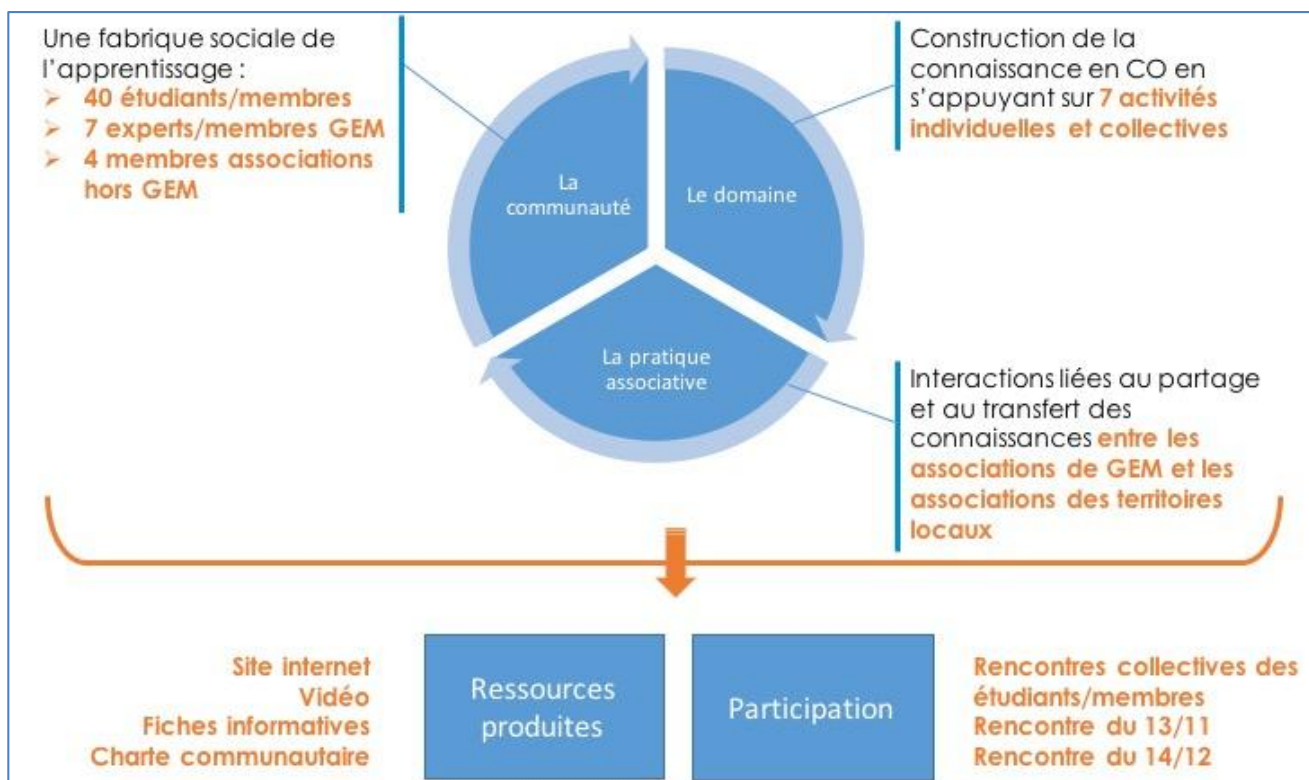 Une fabrique sociale de
l'apprentissage :
➢ 40 étudiants/membres
➢ 7 experts/membres GEM
➢ 4 membres associations
hors GEM
Construction de la
connaissance en CO en
s'appuyant sur 7 activités
individuelles et collectives
La
communauté
Le domaine
La pratique
associative
Interactions liées au partage
et au transfert des
connaissances entre les
associations de GEM et les
associations des territoires
locaux
Site internet
Vidéo
Fiches informatives
Charte communautaire
Ressources
produites
Participation
Rencontres collectives des
étudiants/membres
Rencontre du 13/11
Rencontre du 14/12